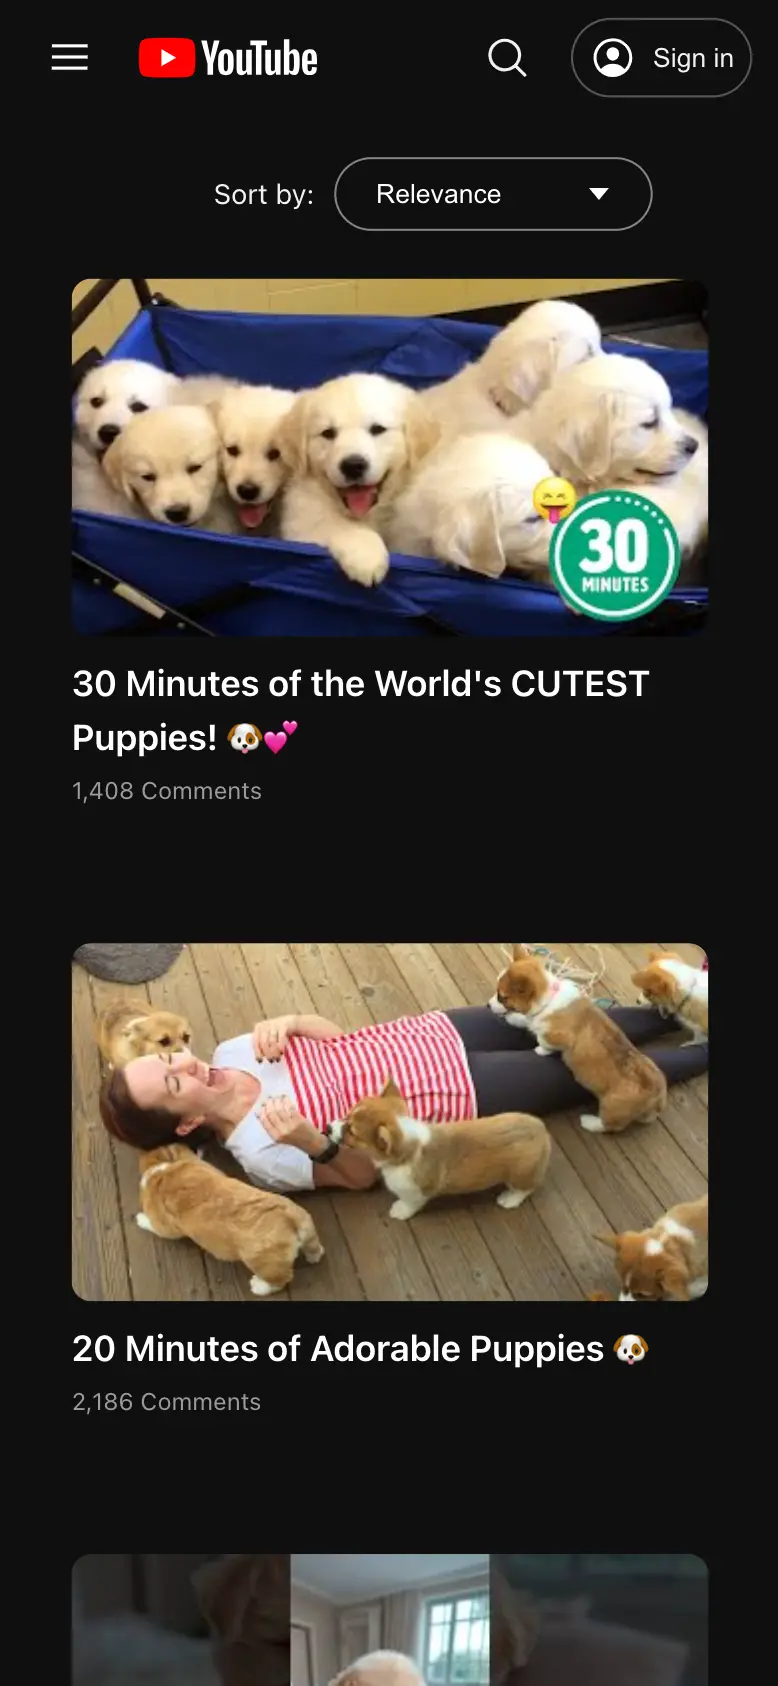 YouTube
Sign in
Sort by:
Relevance
30
MINUTES
30 Minutes of the World's CUTEST
Puppies! 🐶💕
1,408 Comments
20 Minutes of Adorable Puppies 🐶
2,186 Comments